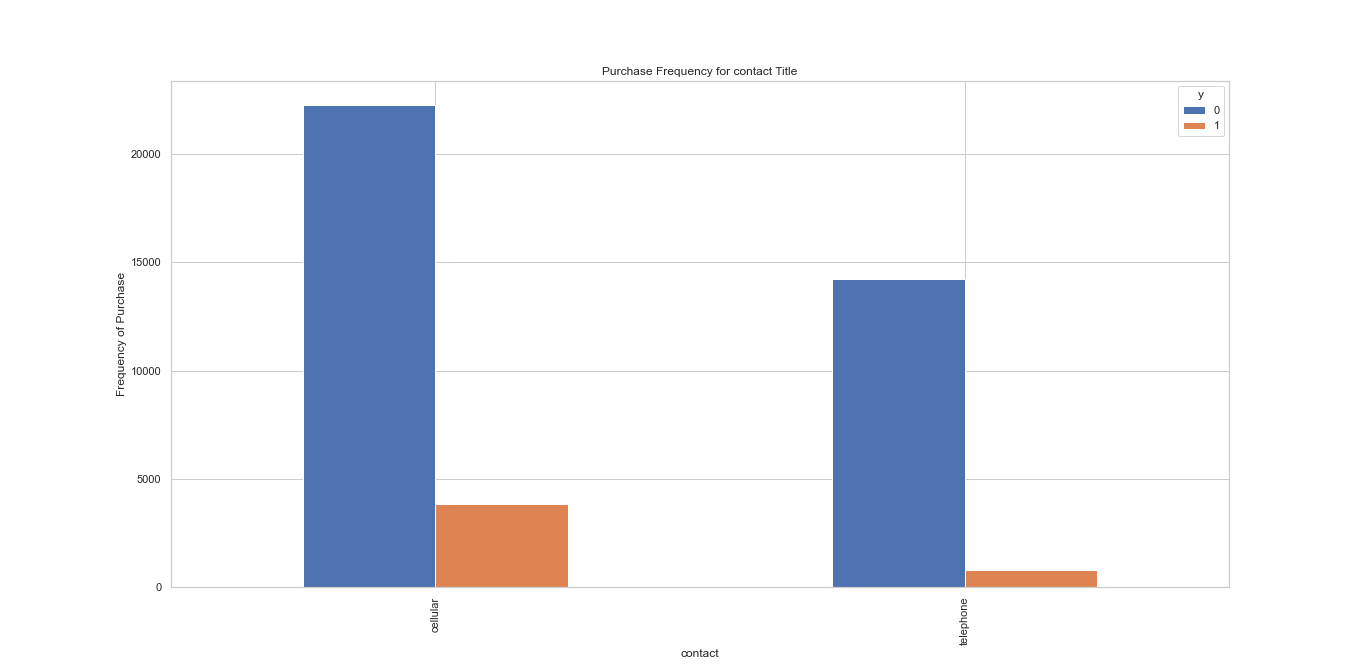 Purchase Frequency for contact Title
y
0
1
20000
15000
10000
5000
0
Frequency of Purchase
cellular
telephone
contact